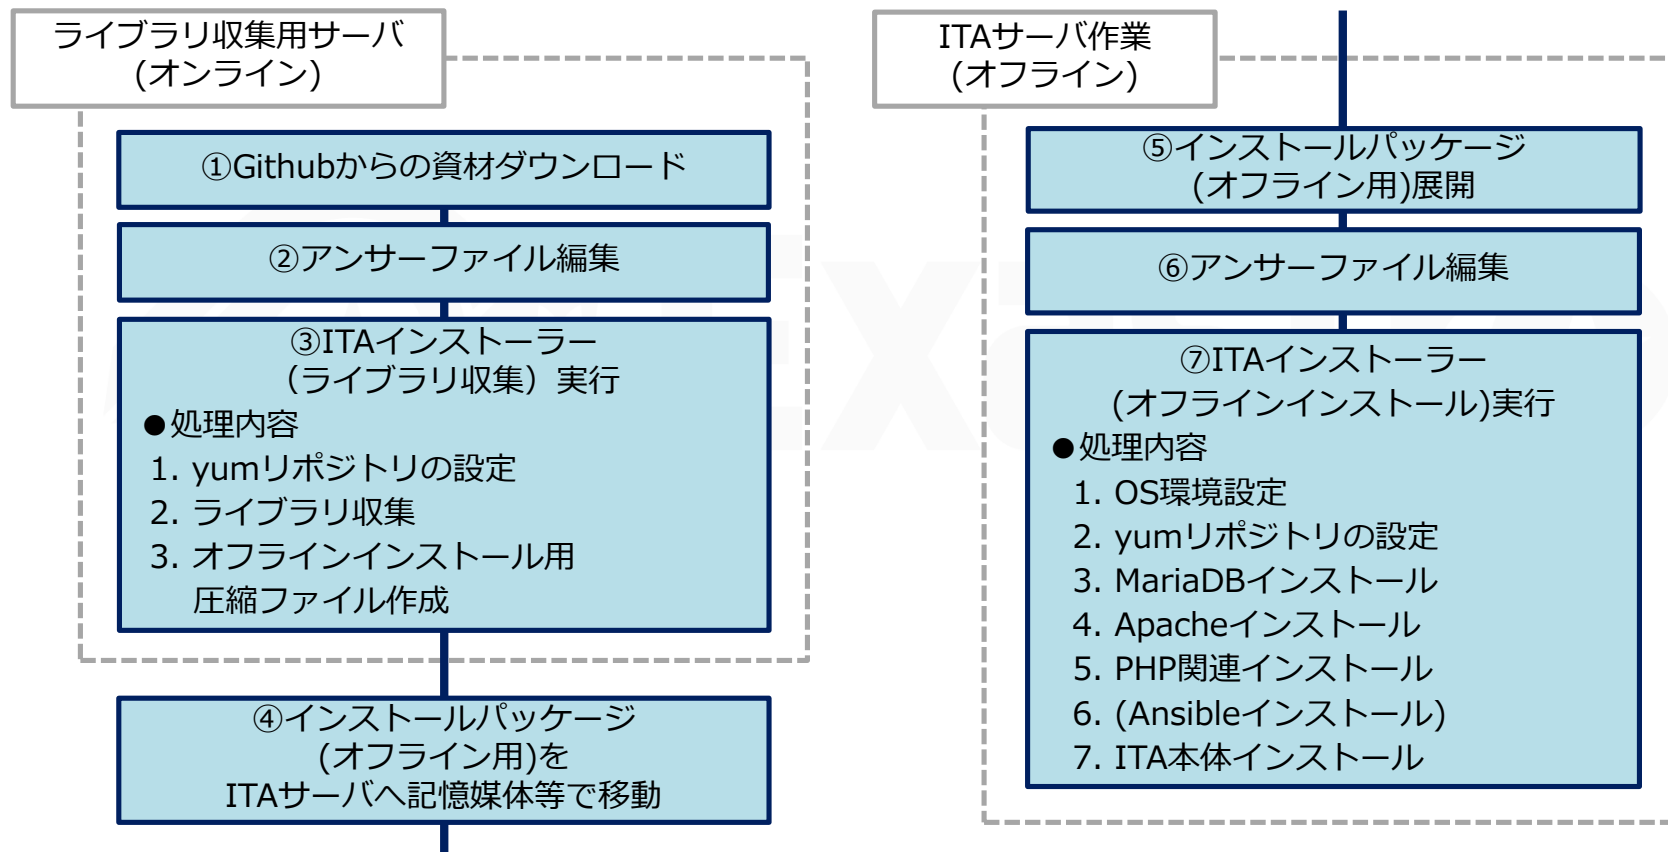 ライブラリ収集用サーバ
(オンライン)
①Githubからの資材ダウンロード
②アンサーファイル編集
③ITAインストーラー
（ライブラリ収集）実行
●処理内容
1. yumリポジトリの設定
2. ライブラリ収集
3. オフラインインストール用
圧縮ファイル作成
④インストールパッケージ
(オフライン用)を
ITAサーバへ記憶媒体等で移動
ITAサーバ作業
(オフライン)
⑤インストールパッケージ
(オフライン用)展開
⑥アンサーファイル編集
⑦ITAインストーラー
(オフラインインストール)実行
●処理内容
1. OS環境設定
2. yumリポジトリの設定
3. MariaDBインストール
4. Apacheインストール
5. PHP関連インストール
6. (Ansibleインストール)
7. ITA本体インストール